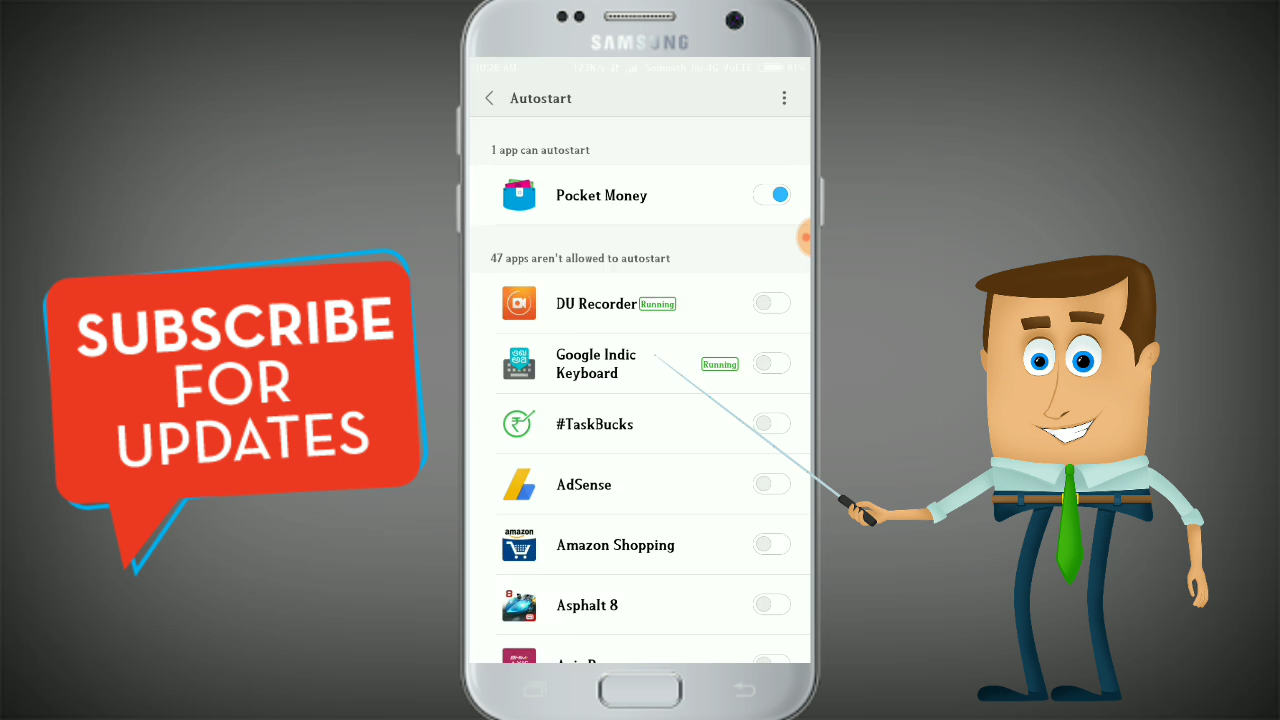 SUBSCRIBE
FOR
UPDATES
SAMSUNG
Autostart
1 app can autostart
Pocket Money
47 apps aren't allowed to autostart
DU Recorder Running
Google Indic
Keyboard
Running
#TaskBucks
AdSense
amazon
Amazon Shopping
8
Asphalt 8